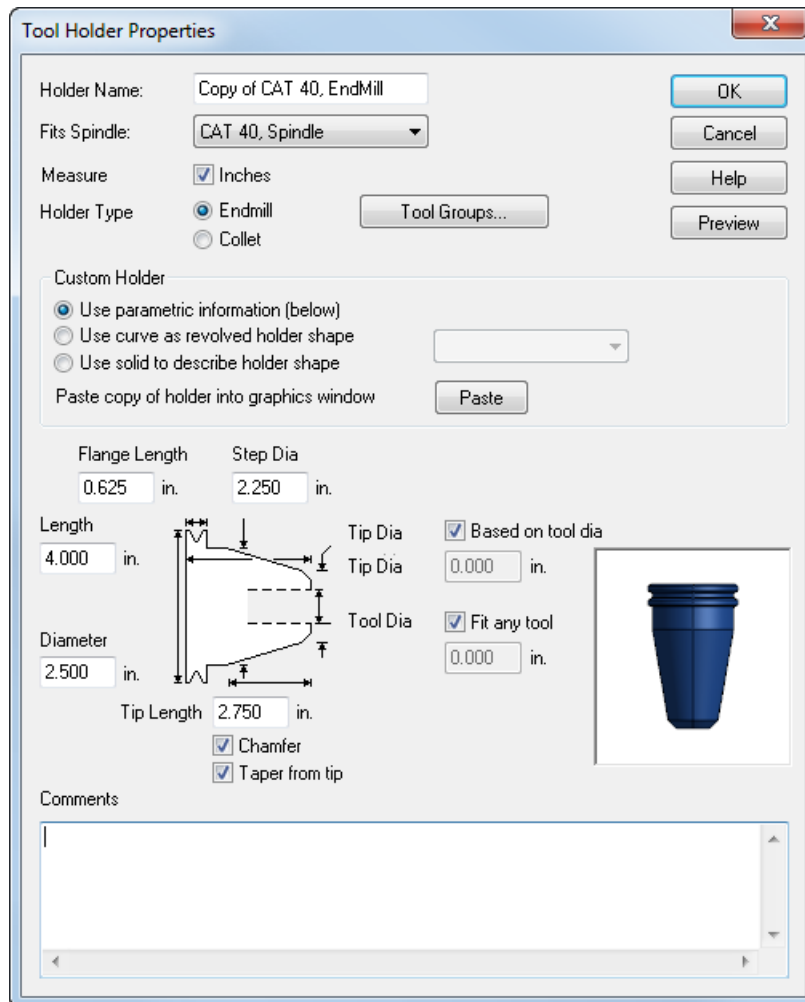 Tool Holder Properties
Holder Name: Copy of CAT 40, EndMill OK
Fits Spindle: CAT 40, Spindle Cancel
Measure Inches Help
Holder Type Endmill Tool Groups... Preview
Collet
Custom Holder
Use parametric information (below)
Use curve as revolved holder shape
Use solid to describe holder shape
Paste copy of holder into graphics window Paste
Flange Length Step Dia
0.625 in. 2.250 in.
Length Tip Dia Based on tool dia
4.000 in. Tip Dia 0.000 in.
Tool Dia Fit any tool
Diameter 0.000 in.
2.500 in.
Tip Length 2.750 in.
Chamfer
Taper from tip
Comments